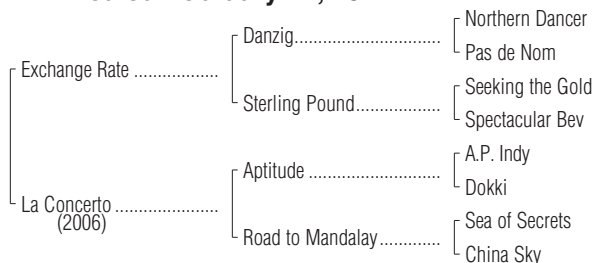 Northern Dancer
Danzig..............................
Pas de Nom
Exchange Rate ..................
Seeking the Gold
Sterling Pound..................
Spectacular Bev
A.P. Indy
Aptitude ............................
Dokki
La Concerto ......................
(2006)
Sea of Secrets
Road to Mandalay.............
China Sky